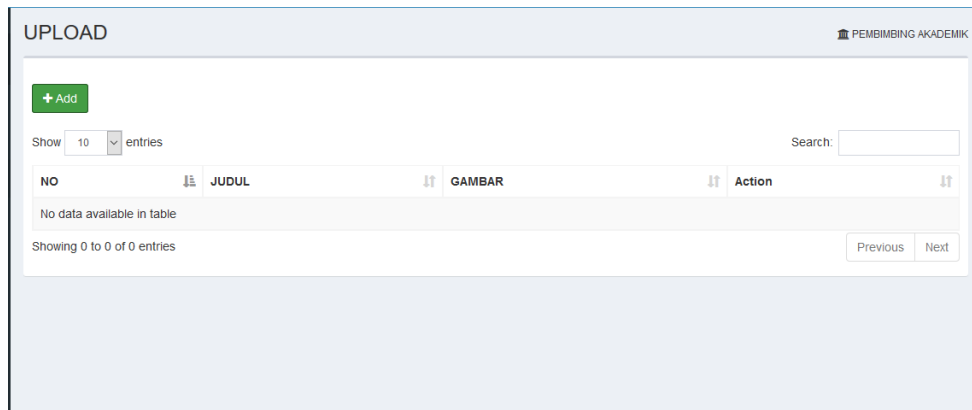 UPLOAD
PEMBIMBING AKADEMIK
+ Add
Show 10 entries
Search:
NO JUDUL GAMBAR Action
No data available in table
Showing 0 to 0 of 0 entries
Previous Next